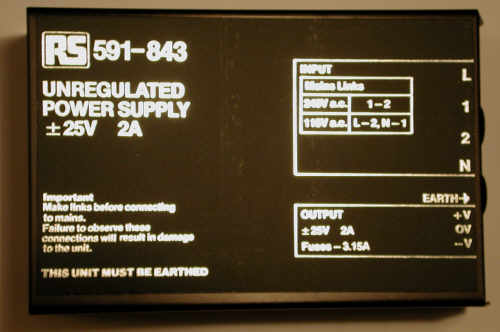 RS 591-843
UNREGULATED
POWER SUPPLY
±25V 2A
Important
Make links before connecting
to mains.
Failure to observe these
connections will result in damage
to the unit.
THIS UNIT MUST BE EARTHED
INPUT
Mains Links
240V a.c. 1-2
115V a.c. L-2, N-1
L
1
2
N
EARTH→
OUTPUT
±25V 2A
Fuses - 3.15A
+V
0V
-V